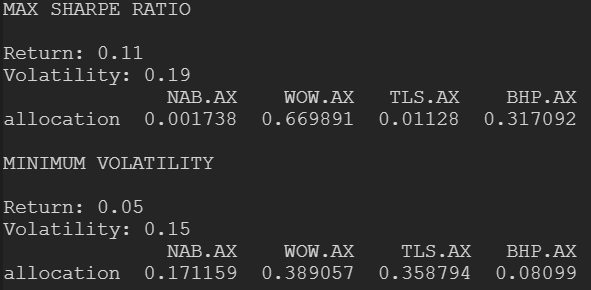 MAX SHARPE RATIO
Return: 0.11
Volatility: 0.19
NAB.AX WOW.AX TLS.AX BHP.AX
allocation 0.001738 0.669891 0.01128 0.317092
MINIMUM VOLATILITY
Return: 0.05
Volatility: 0.15
NAB.AX WOW.AX TLS.AX BHP.AX
allocation 0.171159 0.389057 0.358794 0.08099